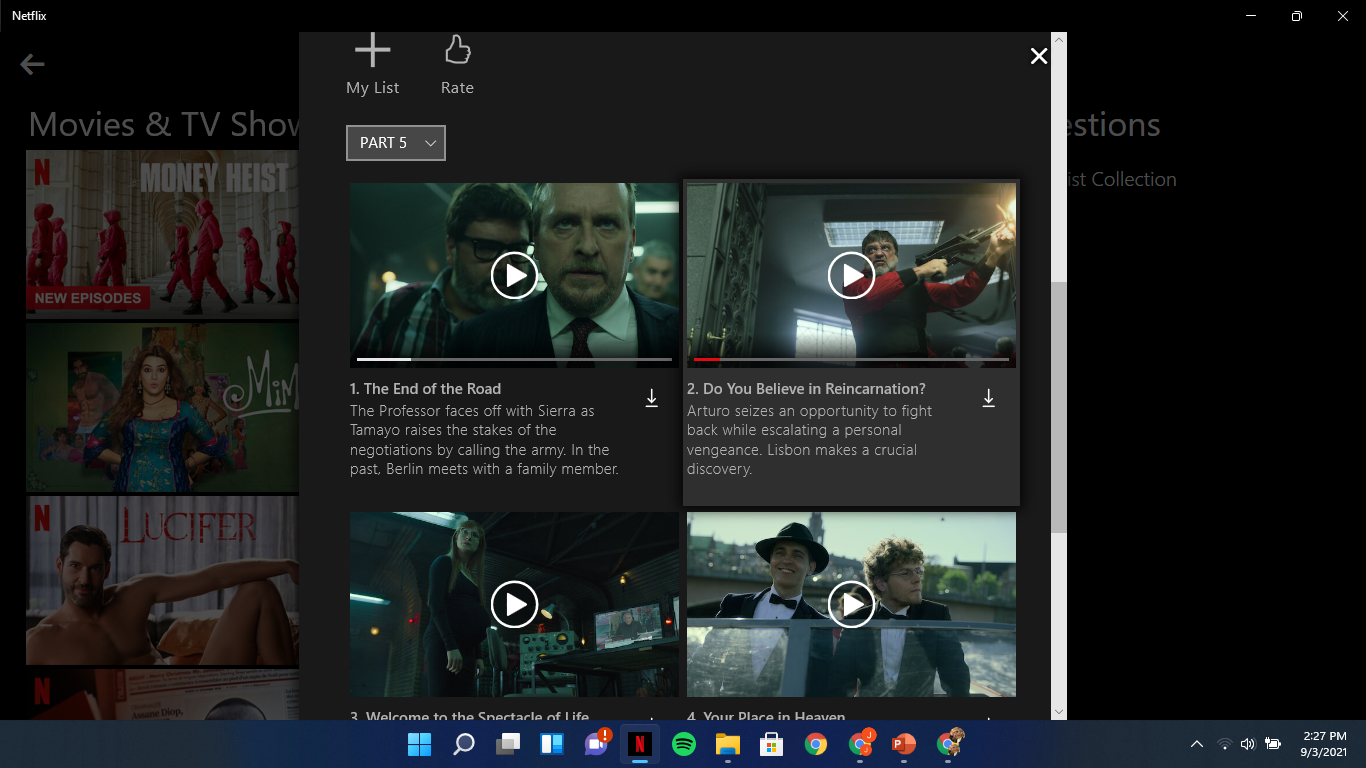 Netflix
My List
Rate
Movies & TV Show
estions
PART 5
ist Collection
N
MONEY HEIST
NEW EPISODES
1. The End of the Road
The Professor faces off with Sierra as
Tamayo raises the stakes of the
negotiations by calling the army. In the
past, Berlin meets with a family member.
2. Do You Believe in Reincarnation?
Arturo seizes an opportunity to fight
back while escalating a personal
vengeance. Lisbon makes a crucial
discovery.
MiM
N
LUCIFER
N
Assane Diop,
3. Welcome to the Spectacle of Life
4. Your Place in Heaven
2:27 PM
9/3/2021